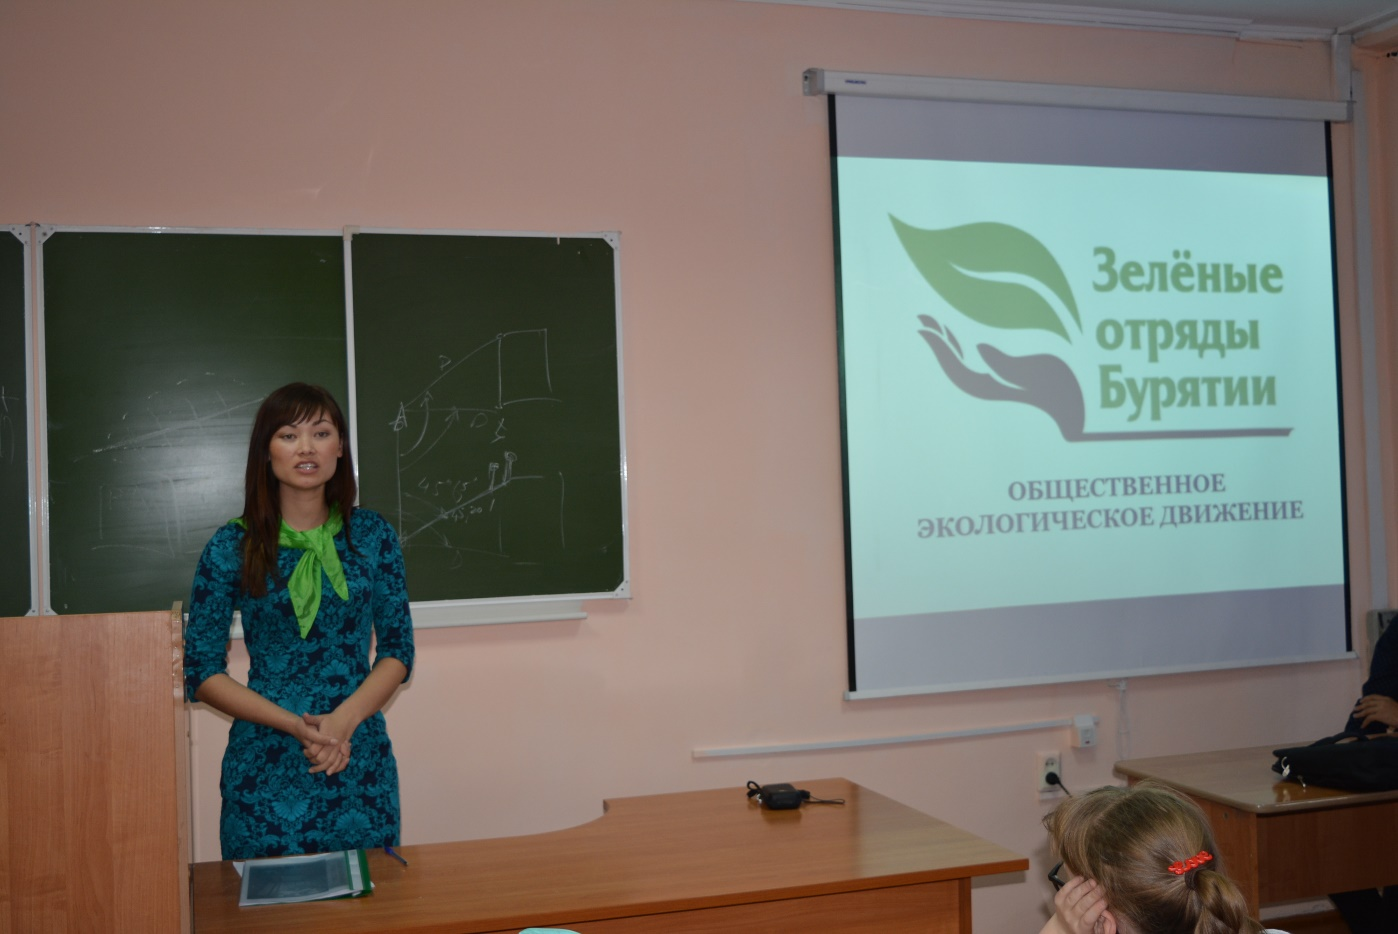 Зелёные
отряды
Бурятии
ОБЩЕСТВЕННОЕ
ЭКОЛОГИЧЕСКОЕ ДВИЖЕНИЕ